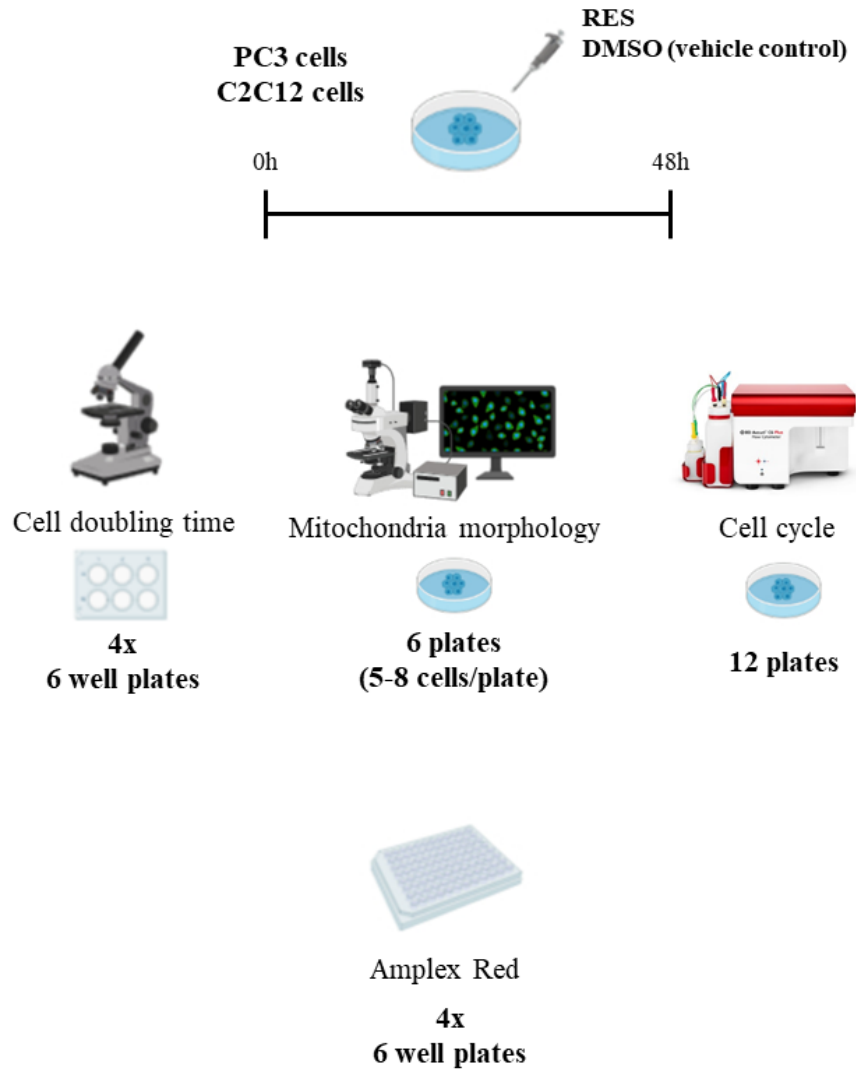 RES
DMSO (vehicle control)
PC3 cells
C2C12 cells
0h
48h
Cell doubling time
Mitochondria morphology
Cell cycle
4x
6 well plates
6 plates
(5-8 cells/plate)
12 plates
Amplex Red
4x
6 well plates